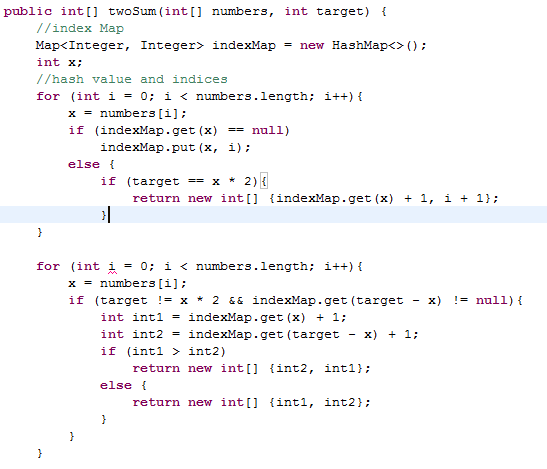 public int[] twoSum(int[] numbers, int target) {
    //index Map
    Map<Integer, Integer> indexMap = new HashMap<>();
    int x;
    //hash value and indices
    for (int i = 0; i < numbers.length; i++){
        x = numbers[i];
        if (indexMap.get(x) == null)
            indexMap.put(x, i);
        else {
            if (target == x * 2){
                return new int[] {indexMap.get(x) + 1, i + 1};
            }
    }

    for (int i = 0; i < numbers.length; i++){
        x = numbers[i];
        if (target != x * 2 && indexMap.get(target - x) != null){
            int int1 = indexMap.get(x) + 1;
            int int2 = indexMap.get(target - x) + 1;
            if (int1 > int2)
                return new int[] {int2, int1};
            else {
                return new int[] {int1, int2};
            }
        }
    }